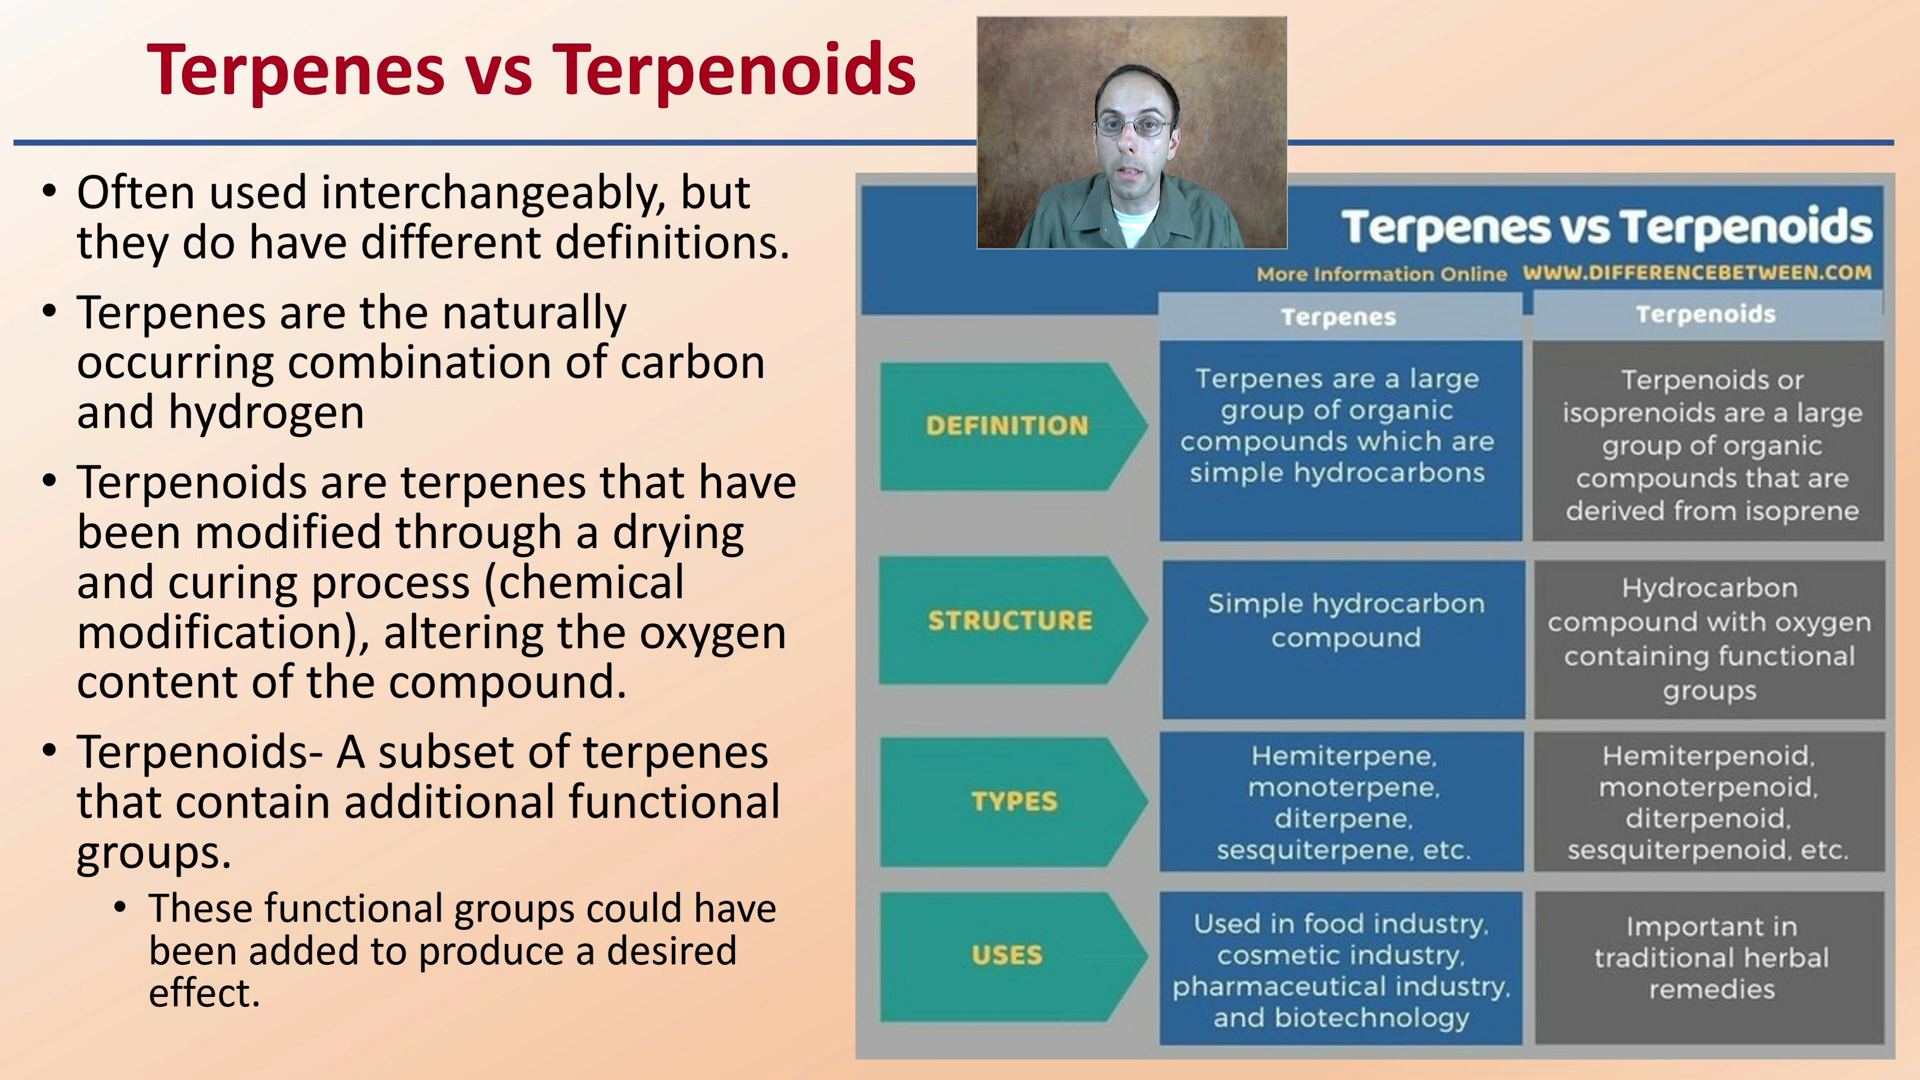 Terpenes vs Terpenoids
• Often used interchangeably, but
they do have different definitions.
• Terpenes are the naturally
occurring combination of carbon
and hydrogen
• Terpenoids are terpenes that have
been modified through a drying
and curing process (chemical
modification), altering the oxygen
content of the compound.
• Terpenoids- A subset of terpenes
that contain additional functional
groups.
• These functional groups could have
been added to produce a desired
effect.
Terpenes vs Terpenoids
More Information Online WWW.DIFFERENCEBETWEEN.COM
Terpenes
Terpenoids
DEFINITION
Terpenes are a large
group of organic
compounds which are
simple hydrocarbons
Terpenoids or
isoprenoids are a large
group of organic
compounds that are
derived from isoprene
STRUCTURE
Simple hydrocarbon
compound
Hydrocarbon
compound with oxygen
containing functional
groups
TYPES
Hemiterpene,
monoterpene,
diterpene,
sesquiterpene, etc.
Hemiterpenoid,
monoterpenoid,
diterpenoid,
sesquiterpenoid, etc.
USES
Used in food industry,
cosmetic industry,
pharmaceutical industry,
and biotechnology
Important in
traditional herbal
remedies